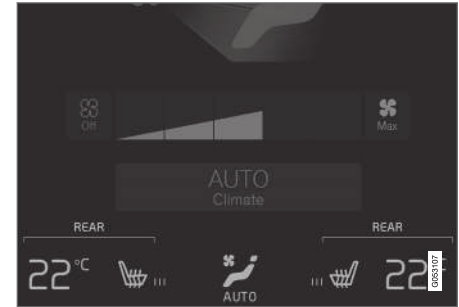 Off
Max
AUTO
Climate
REAR
REAR
22°C
22°
AUTO
G053107